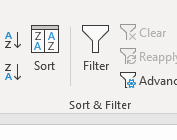 A
Z
Z
A
Z A
A Z
Sort
Filter
Clear
Reapply
Advanc
Sort & Filter